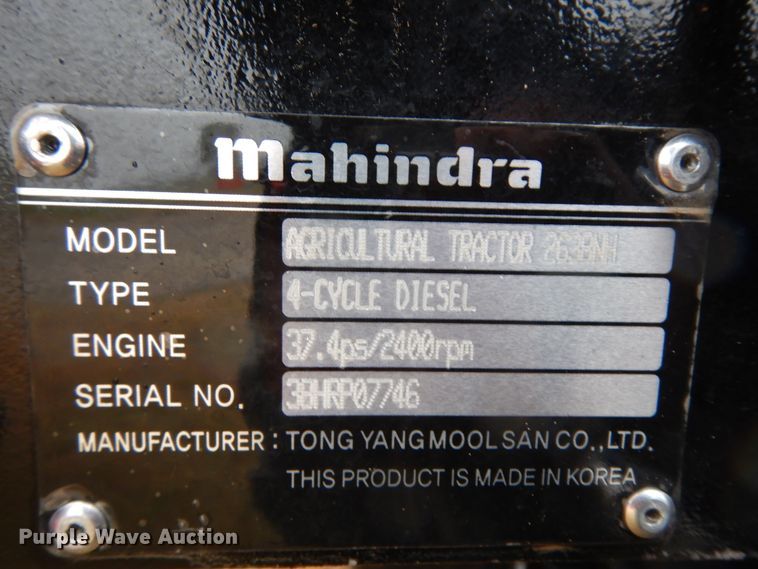 mahindra
MODEL AGRICULTURAL TRACTOR
TYPE 4-CYCLE DIESEL
ENGINE 37.4ps/2400rpm
SERIAL NO. 38HRP07746
MANUFACTURER : TONG YANG MOOLSAN CO.,LTD.
THIS PRODUCT IS MADE IN KOREA
Purple Wave Auction